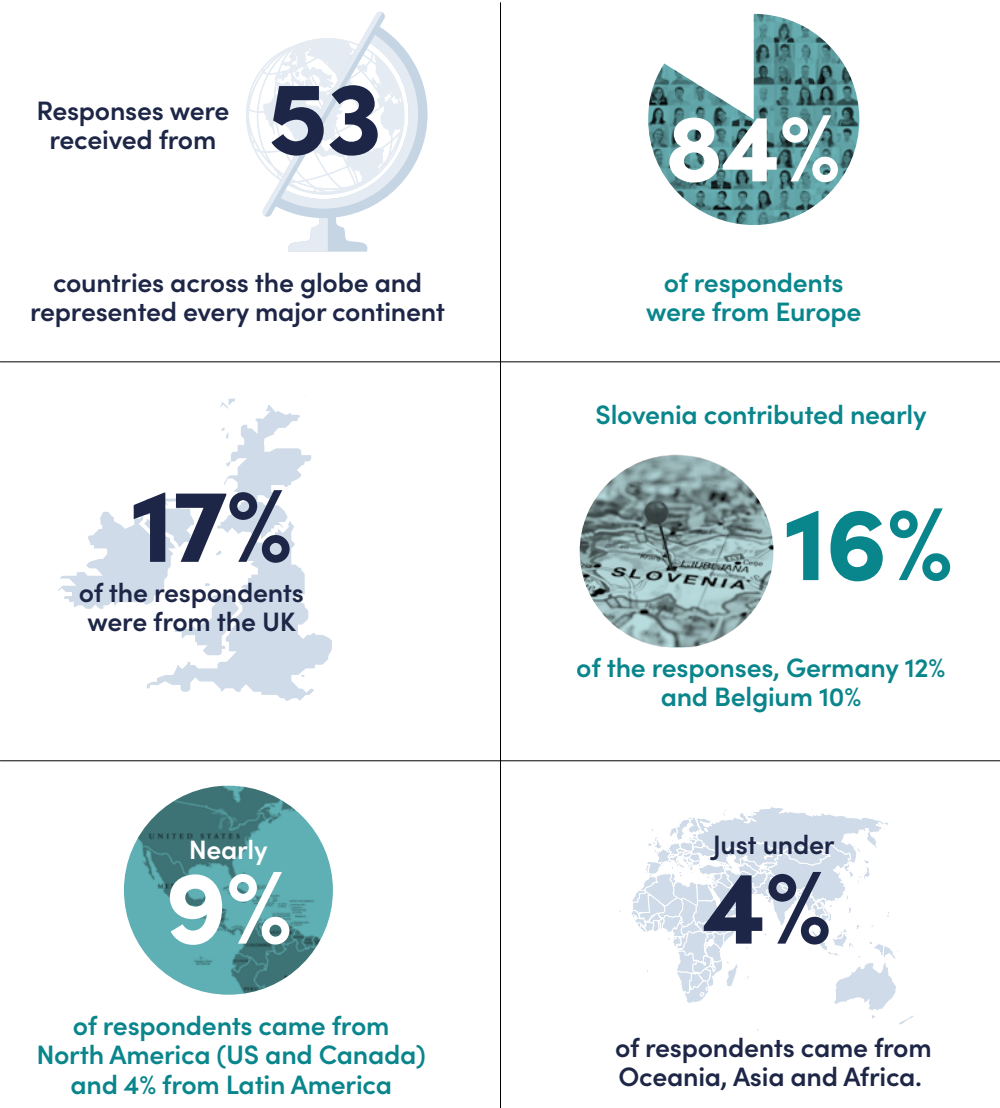 Responses were
received from
53
countries across the globe and
represented every major continent
84%
of respondents
were from Europe
17%
of the respondents
were from the UK
Slovenia contributed nearly
LJUBLJANA
Celje
SLOVENIA
16%
of the responses, Germany 12%
and Belgium 10%
UNITED STATES
Nearly
9%
of respondents came from
North America (US and Canada)
and 4% from Latin America
Just under
4%
of respondents came from
Oceania, Asia and Africa.